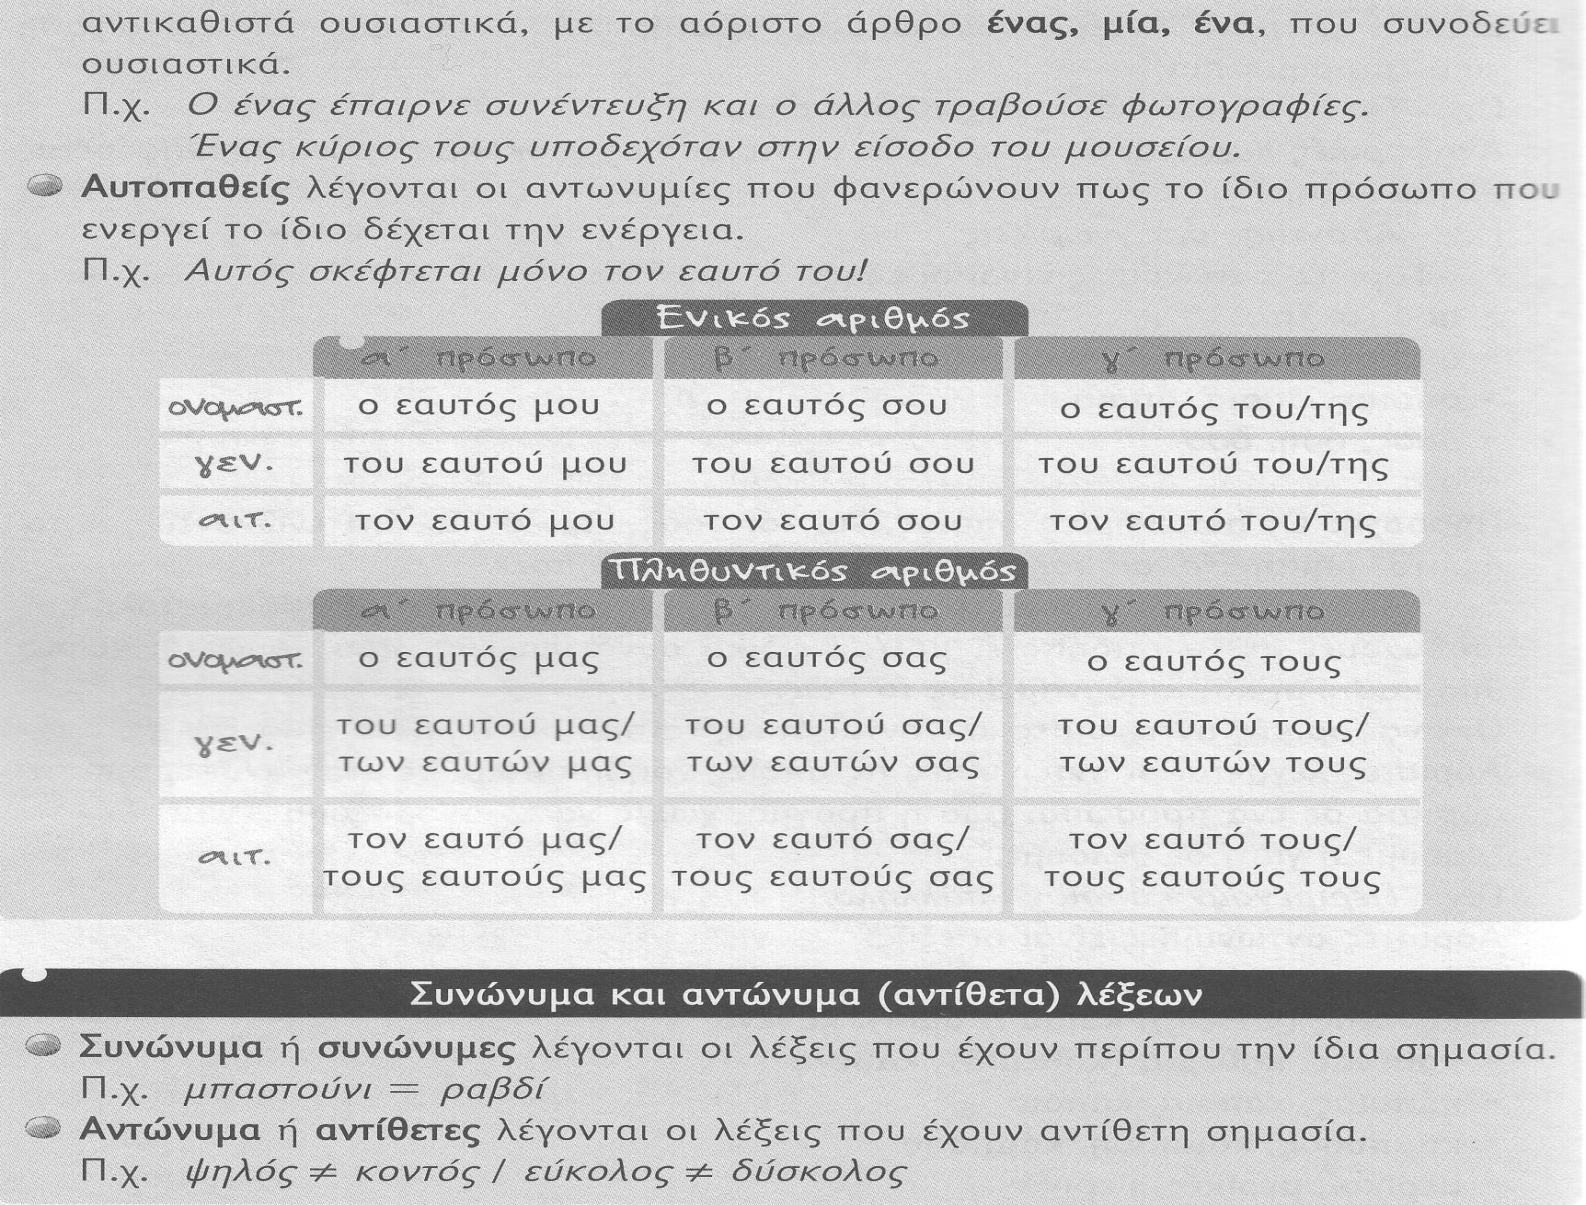 αντικαθιστά ουσιαστικά, με το αόριστο άρθρο ένας, μία, ένα, που συνοδεύει
ουσιαστικά.
Π.χ. Ο ένας έπαιρνε συνέντευξη και ο άλλος τραβούσε φωτογραφίες.
Ένας κύριος τους υποδεχόταν στην είσοδο του μουσείου.
Αυτοπαθείς λέγονται οι αντωνυμίες που φανερώνουν πως το ίδιο πρόσωπο που
ενεργεί το ίδιο δέχεται την ενέργεια.
Π.χ. Αυτός σκέφτεται μόνο τον εαυτό του!
Ενικός αριθμός
α΄ πρόσωπο β΄ πρόσωπο γ΄ πρόσωπο
ονομαστ. ο εαυτός μου ο εαυτός σου ο εαυτός του/της
γεν. του εαυτού μου του εαυτού σου του εαυτού του/της
αιτ. τον εαυτό μου τον εαυτό σου τον εαυτό του/της
Πληθυντικός αριθμός
α΄ πρόσωπο β΄ πρόσωπο γ΄ πρόσωπο
ονομαστ. ο εαυτός μας ο εαυτός σας ο εαυτός τους
γεν. του εαυτού μας/ του εαυτού σας/ του εαυτού τους/
των εαυτών μας των εαυτών σας των εαυτών τους
αιτ. τον εαυτό μας/ τον εαυτό σας/ τον εαυτό τους/
τους εαυτούς μας τους εαυτούς σας τους εαυτούς τους
Συνώνυμα και αντώνυμα (αντίθετα) λέξεων
Συνώνυμα ή συνώνυμες λέγονται οι λέξεις που έχουν περίπου την ίδια σημασία.
Π.χ. μπαστούνι = ραβδί
Αντώνυμα ή αντίθετες λέγονται οι λέξεις που έχουν αντίθετη σημασία.
Π.χ. ψηλός ≠ κοντός / εύκολος ≠ δύσκολος